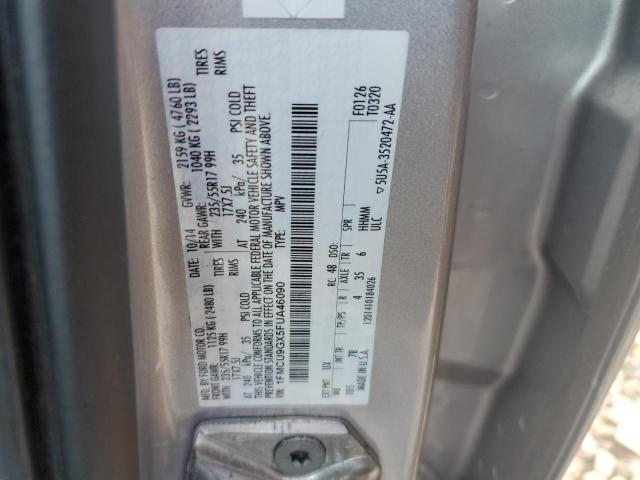 MFD. BY FORD MOTOR CO. DATE: 10/14 GVWR: 2159 KG ( 4760 LB)
FRONT GAWR: 1125 KG (2480 LB) REAR GAWR: 1040 KG (2293 LB)
235/55R17 99H TIRES WITH 235/55R17 99H TIRES
17X7.5J RIMS 17X7.5J RIMS
AT 240 kPa/ 35 PSI COLD AT 240 kPa/ 35 PSI COLD
THIS VEHICLE CONFORMS TO ALL APPLICABLE FEDERAL MOTOR VEHICLE SAFETY AND THEFT
PREVENTION STANDARDS IN EFFECT ON THE DATE OF MANUFACTURE SHOWN ABOVE.
VIN: 1FMCU9GX5FUA46090 TYPE: MPV
F0126
T0320
EXT PNT: UX RC: 48 DSO:
WB INT TR TP/PS R AXLE TR SPR
105 7B 4 35 6 HHMM
ULC
MADE IN U.S.A. 1201410184026 ▽5U5A-3520472-AA